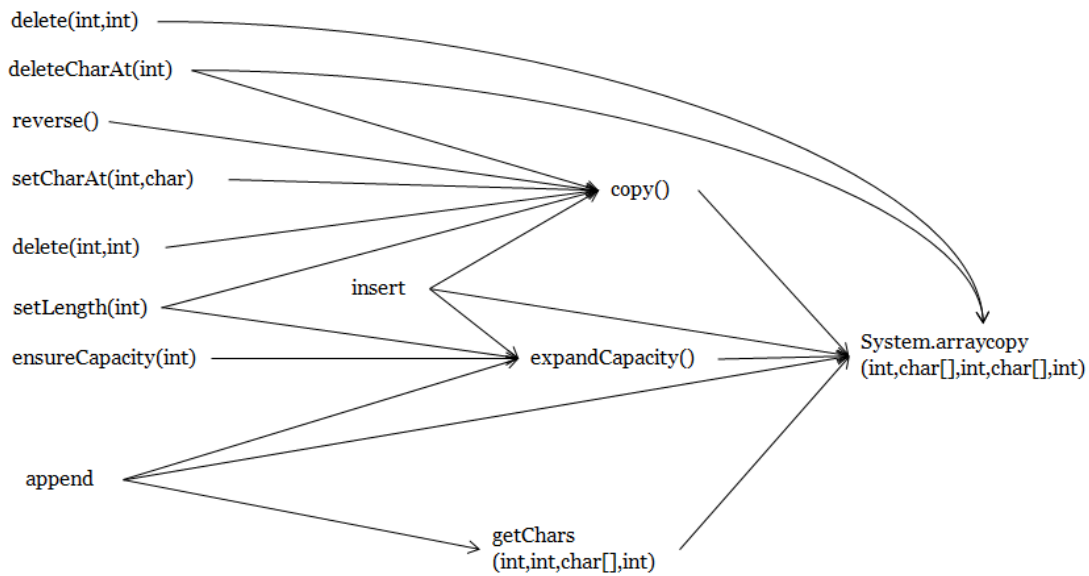 delete(int,int)
deleteCharAt(int)
reverse()
setCharAt(int,char)
copy()
delete(int,int)
insert
setLength(int)
ensureCapacity(int)
expandCapacity()
System.arraycopy
(int,char[],int,char[],int)
append
getChars
(int,int,char[],int)